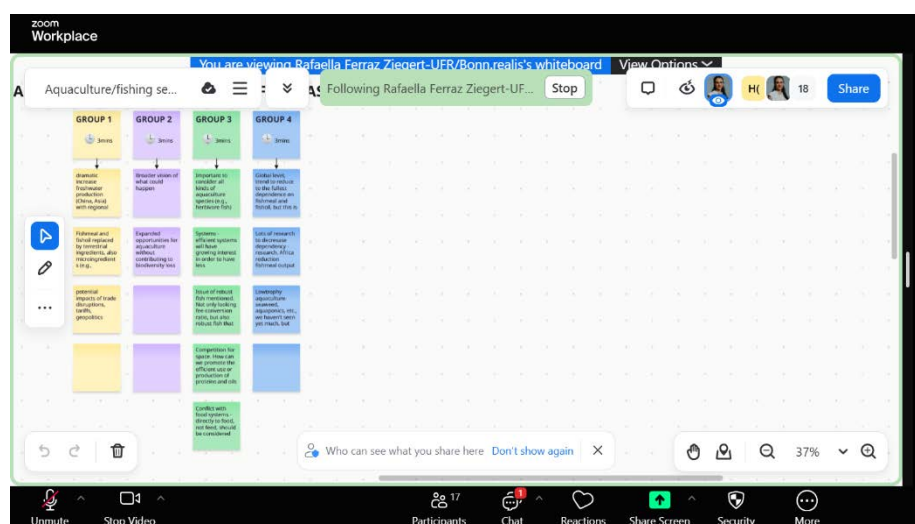 zoom
Workplace
You are viewing Rafaella Ferraz Ziegert-UFR/Bonn.realis's whiteboard View Options
Aquaculture/fishing se...
Following Rafaella Ferraz Ziegert-UF... Stop
H( 18 Share
GROUP 1
3mins
dramatic
increase
freshwater
production
(China, Asia)
with regional
Fishmeal and
fishoil replaced
by terrestrial
ingredients, also
microingredient
s (e.g.,
potential
impacts of trade
disruptions,
tariffs,
geopolitics
GROUP 2
3mins
Broader vision of
what could
happen
Expanded
opportunities for
aquaculture
without
contributing to
biodiversity loss
GROUP 3
3mins
Important to
consider all
kinds of
aquaculture
species (e.g.,
herbivore fish)
Systems -
efficient systems
will have
growing interest
in order to have
less
Issue of robust
fish mentioned.
Not only looking
fee conversion
ratio, but also
robust fish that
Competition for
space. How can
we promote the
efficient use or
production of
proteins and oils
Conflict with
food systems -
directly to food,
not feed, should
be considered
GROUP 4
3mins
Global level,
trend to reduce
to the fullest
dependence on
fishmeal and
fishoil, but this is
Lots of research
to decrease
dependency -
research. Africa
reduction
fishmeal output
Lowtrophy
aquaculture
seaweed,
aquaponics, etc.,
we haven't seen
yet much, but
Who can see what you share here Don't show again
37%
Unmute
Stop Video
Participants 17
Chat 1
Reactions
Share Screen
Security
More